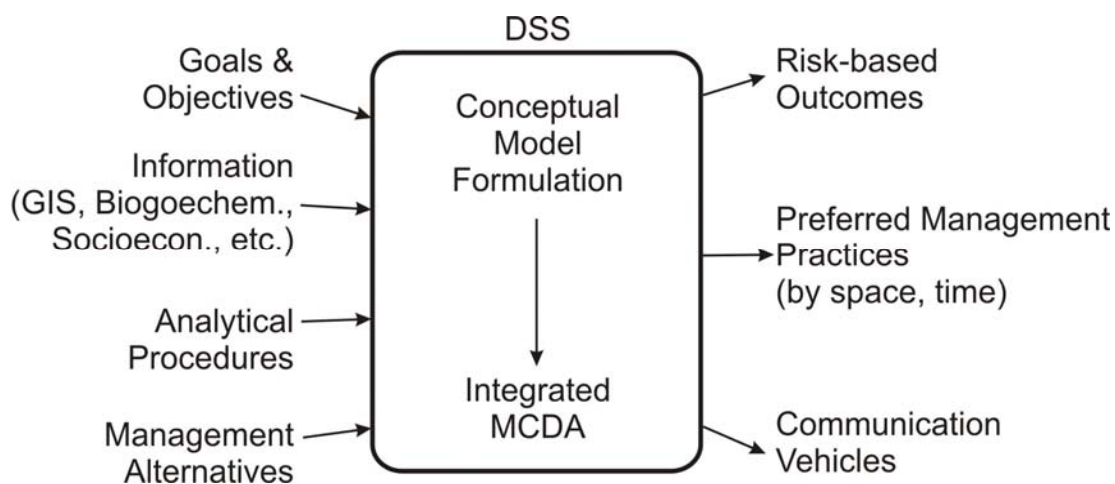 DSS
Goals &
Objectives
Information
(GIS, Biogoechem.,
Socioecon., etc.)
Analytical
Procedures
Management
Alternatives
Conceptual
Model
Formulation
Integrated
MCDA
Risk-based
Outcomes
Preferred Management
Practices
(by space, time)
Communication
Vehicles